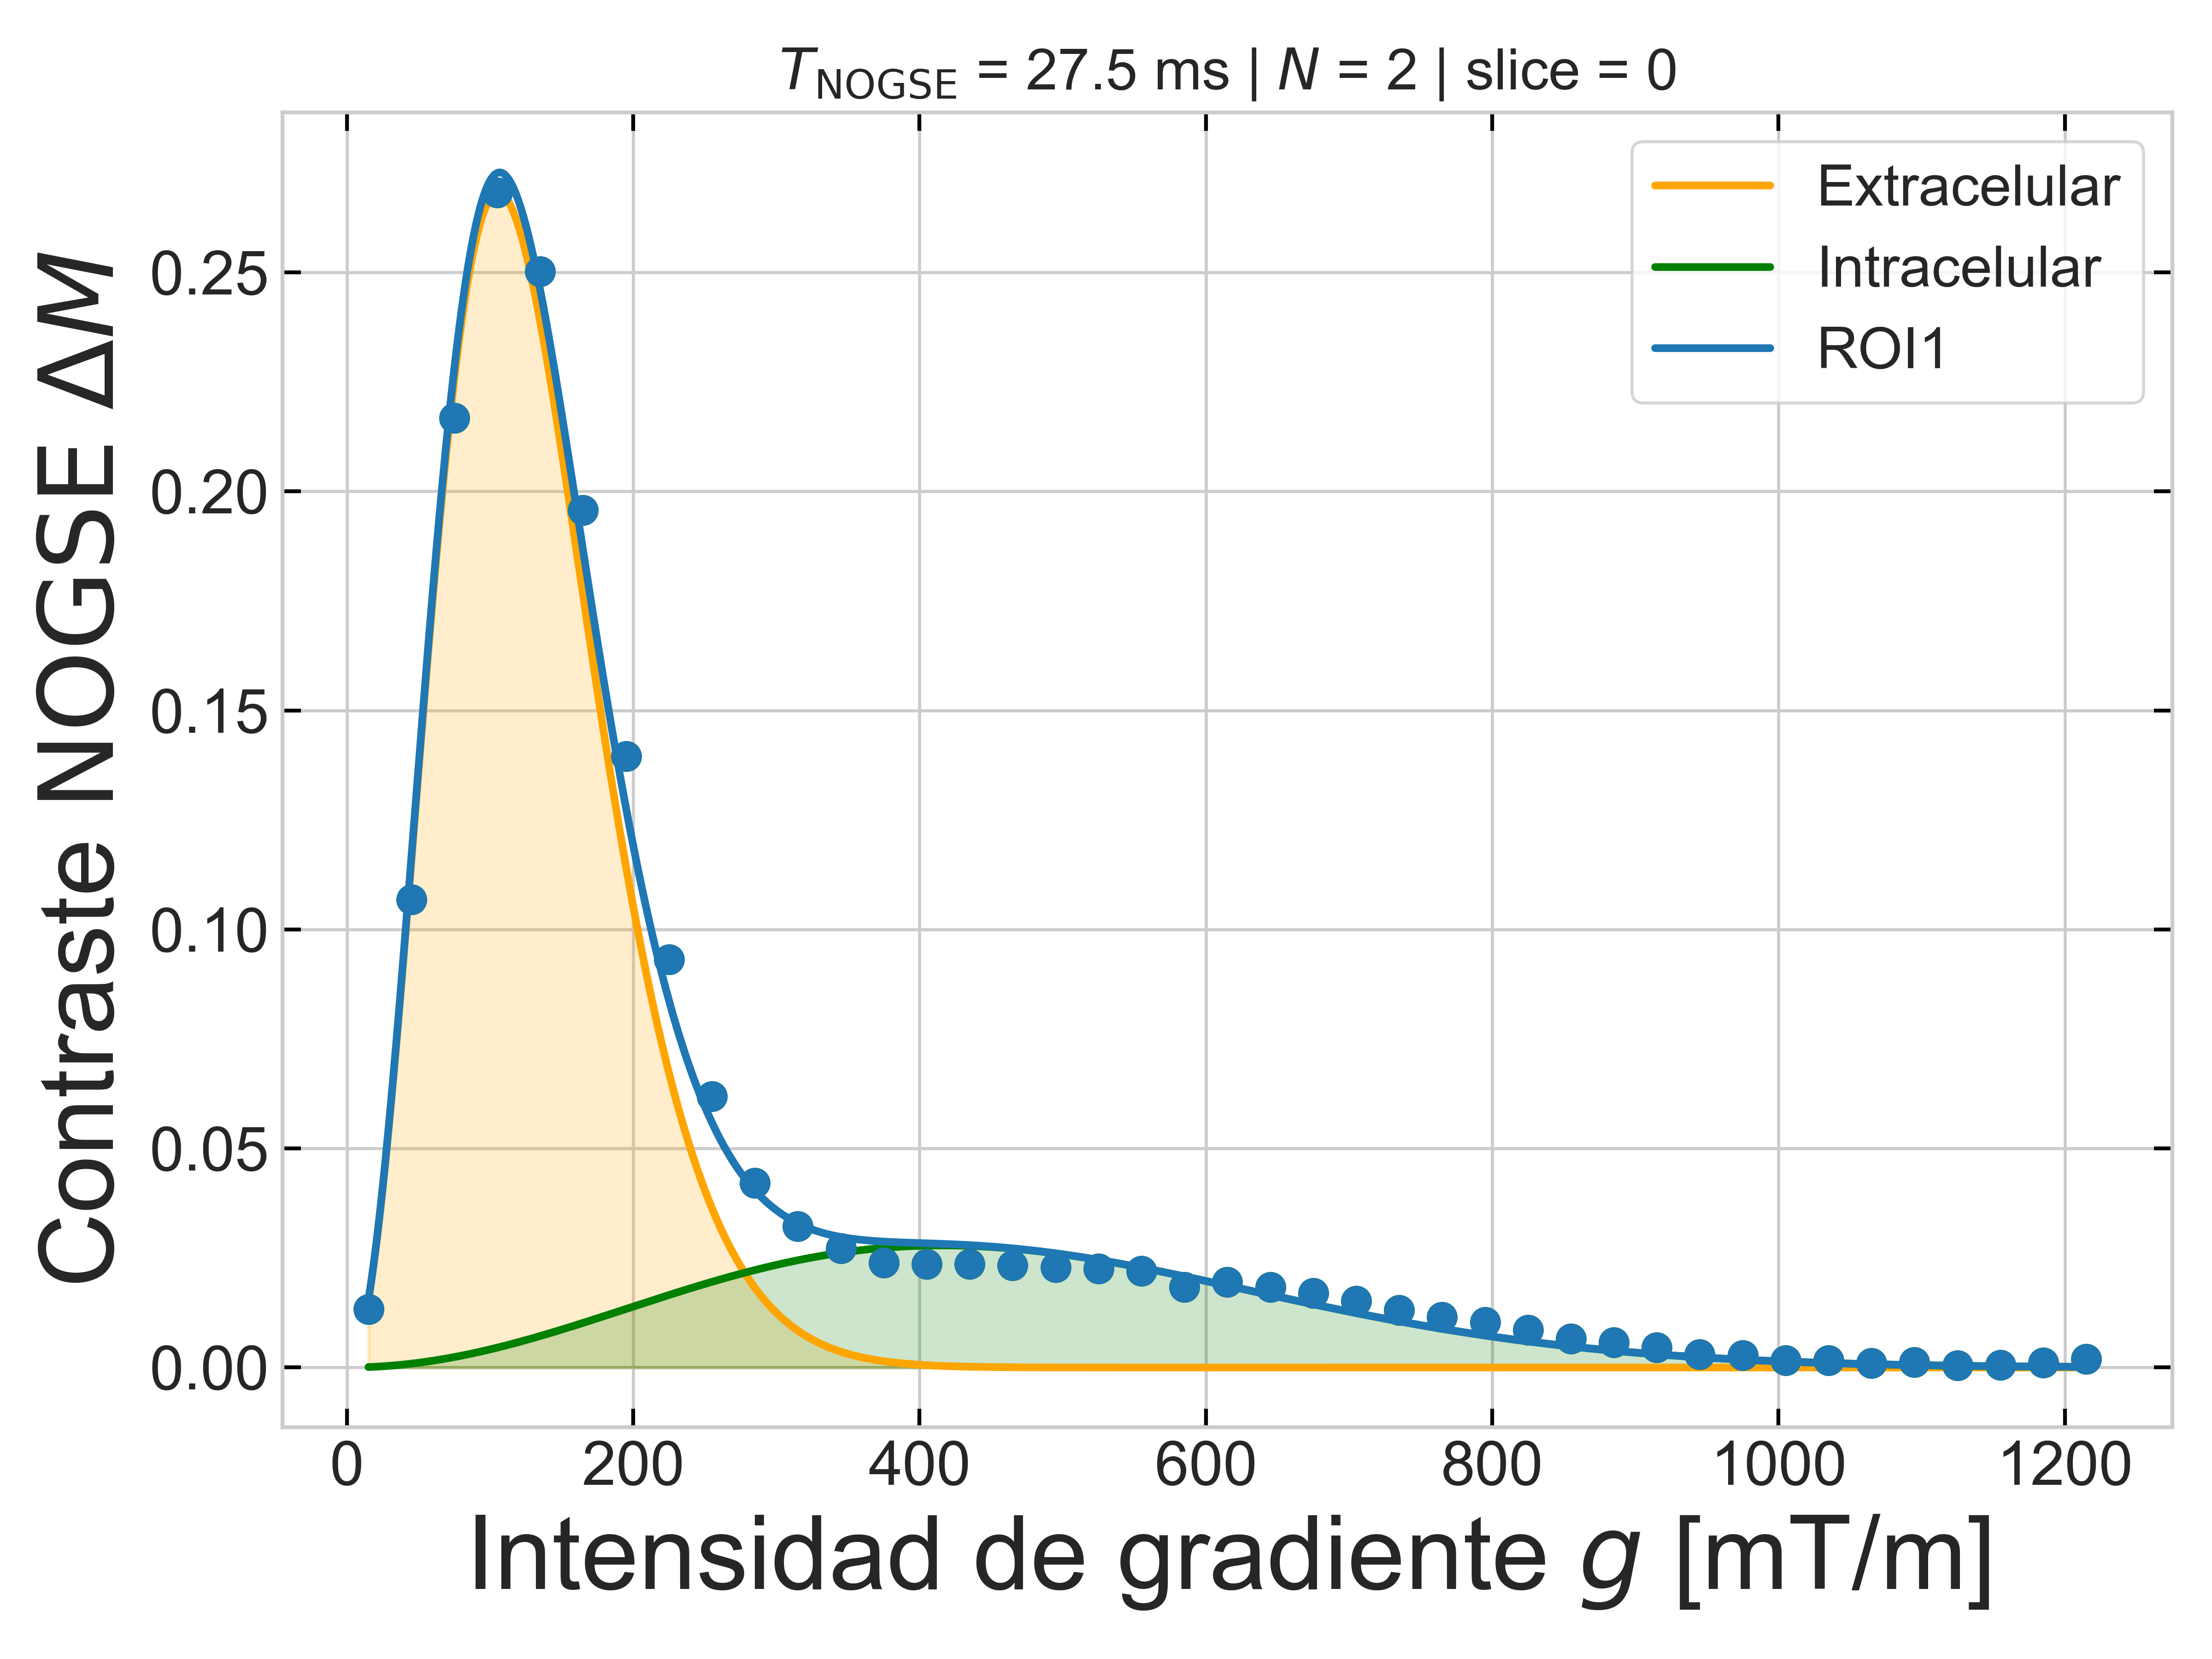 T_NOGSE = 27.5 ms | N = 2 | slice = 0
Contraste NOGSE ΔM
0.25
0.20
0.15
0.10
0.05
0.00
Extracelular
Intracelular
ROI1
0 200 400 600 800 1000 1200
Intensidad de gradiente g [mT/m]